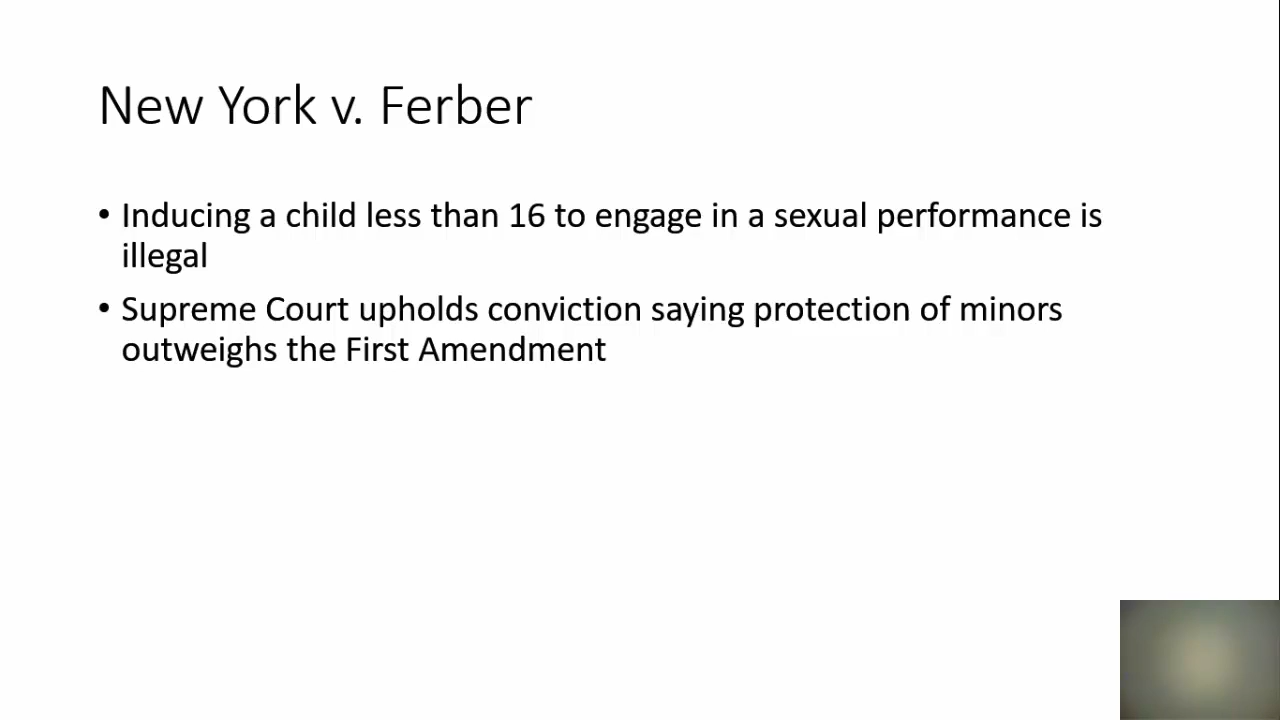 New York v. Ferber
• Inducing a child less than 16 to engage in a sexual performance is
illegal
• Supreme Court upholds conviction saying protection of minors
outweighs the First Amendment